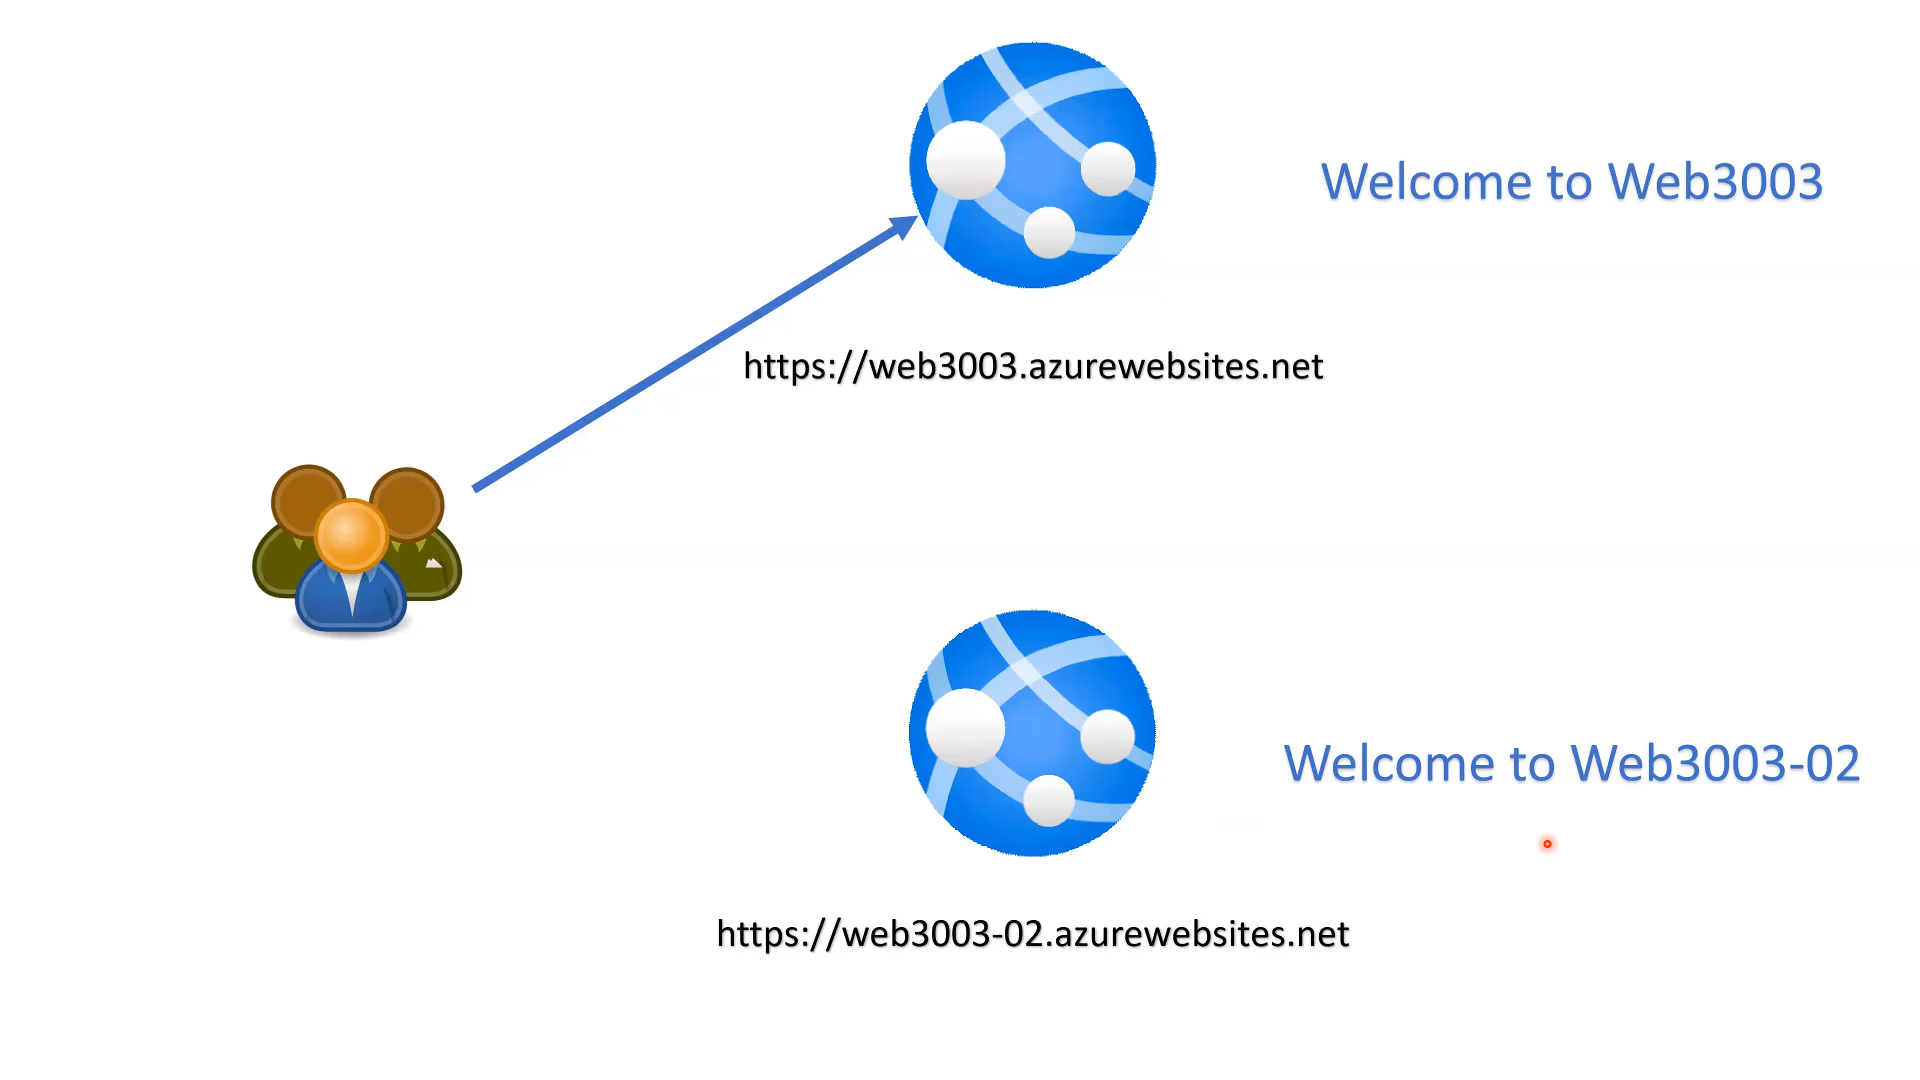 Welcome to Web3003
https://web3003.azurewebsites.net
Welcome to Web3003-02
https://web3003-02.azurewebsites.net